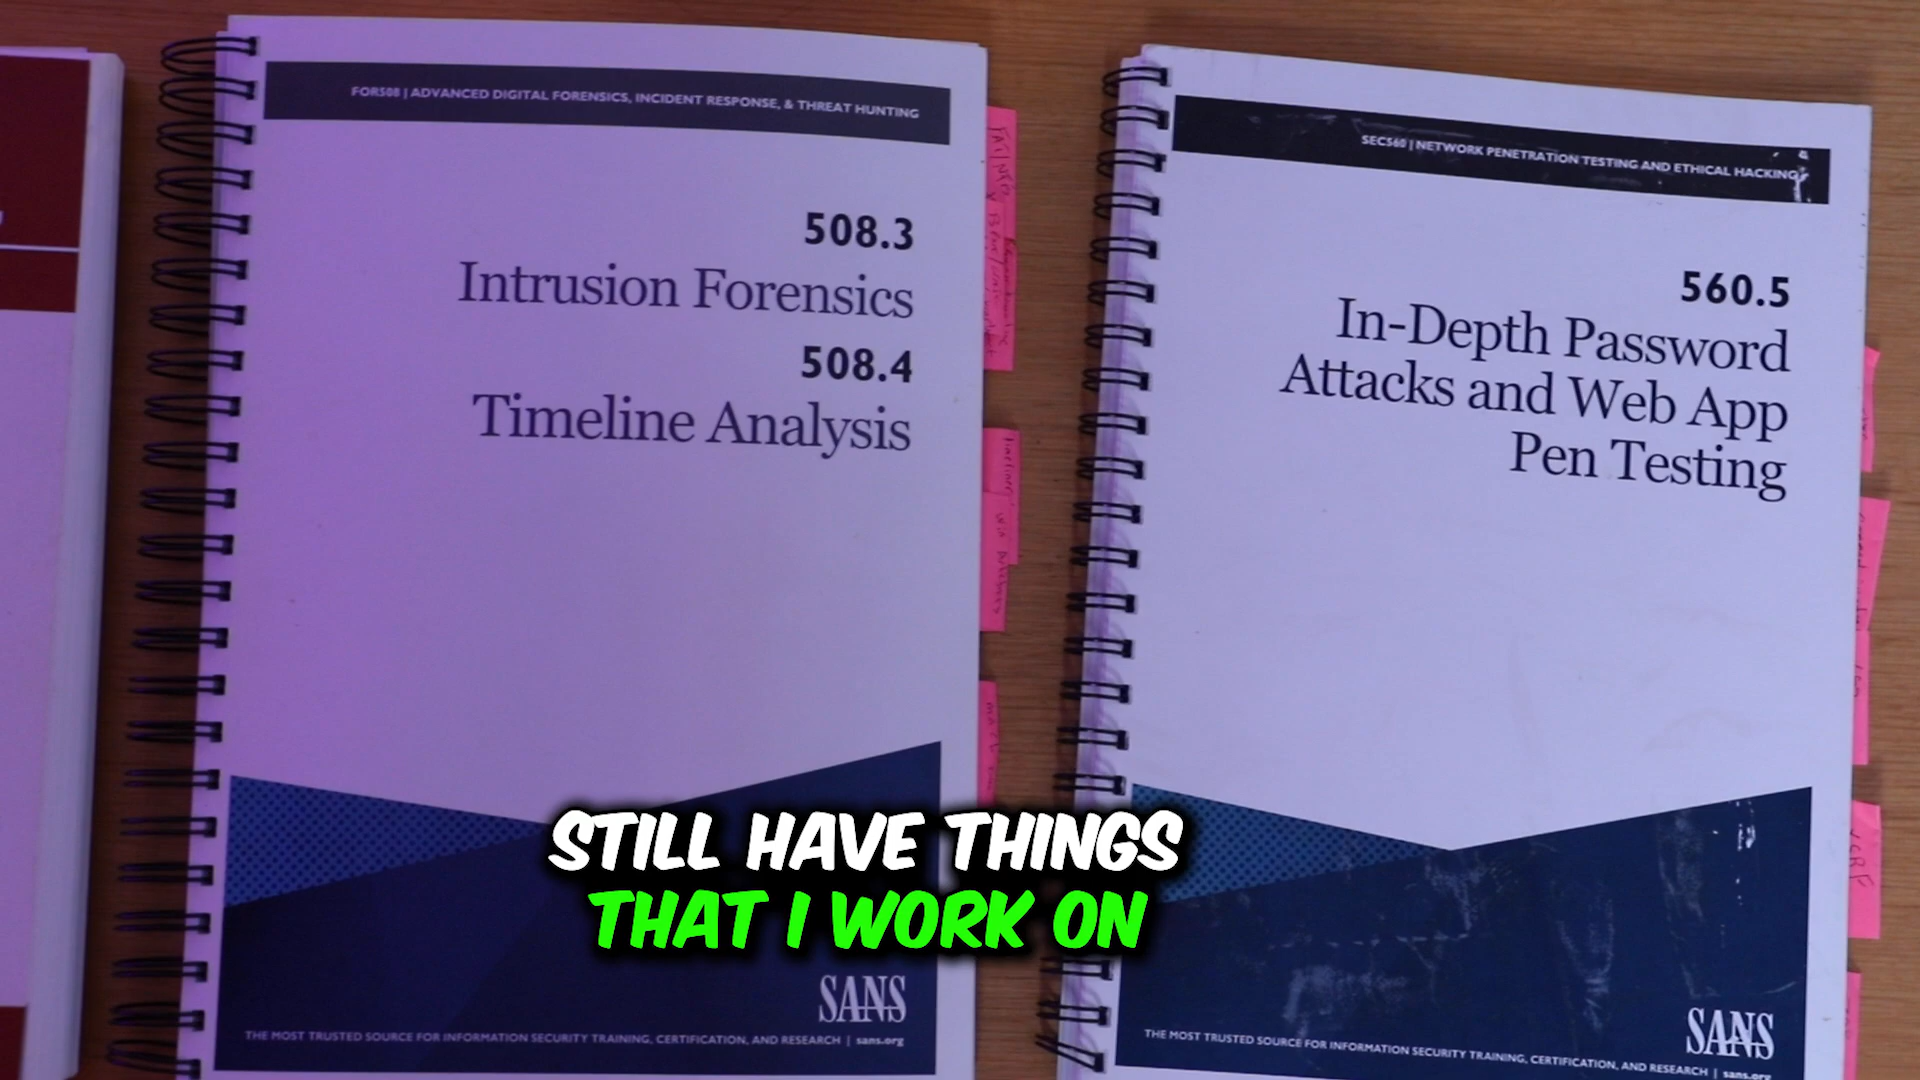 FOR508 | ADVANCED DIGITAL FORENSICS, INCIDENT RESPONSE, & THREAT HUNTING
508.3
Intrusion Forensics
508.4
Timeline Analysis
SANS
THE MOST TRUSTED SOURCE FOR INFORMATION SECURITY TRAINING, CERTIFICATION, AND RESEARCH | sans.org
SEC560 | NETWORK PENETRATION TESTING AND ETHICAL HACKING
560.5
In-Depth Password
Attacks and Web App
Pen Testing
SANS
THE MOST TRUSTED SOURCE FOR INFORMATION SECURITY TRAINING, CERTIFICATION, AND RESEARCH | sans.org
STILL HAVE THINGS
THAT I WORK ON